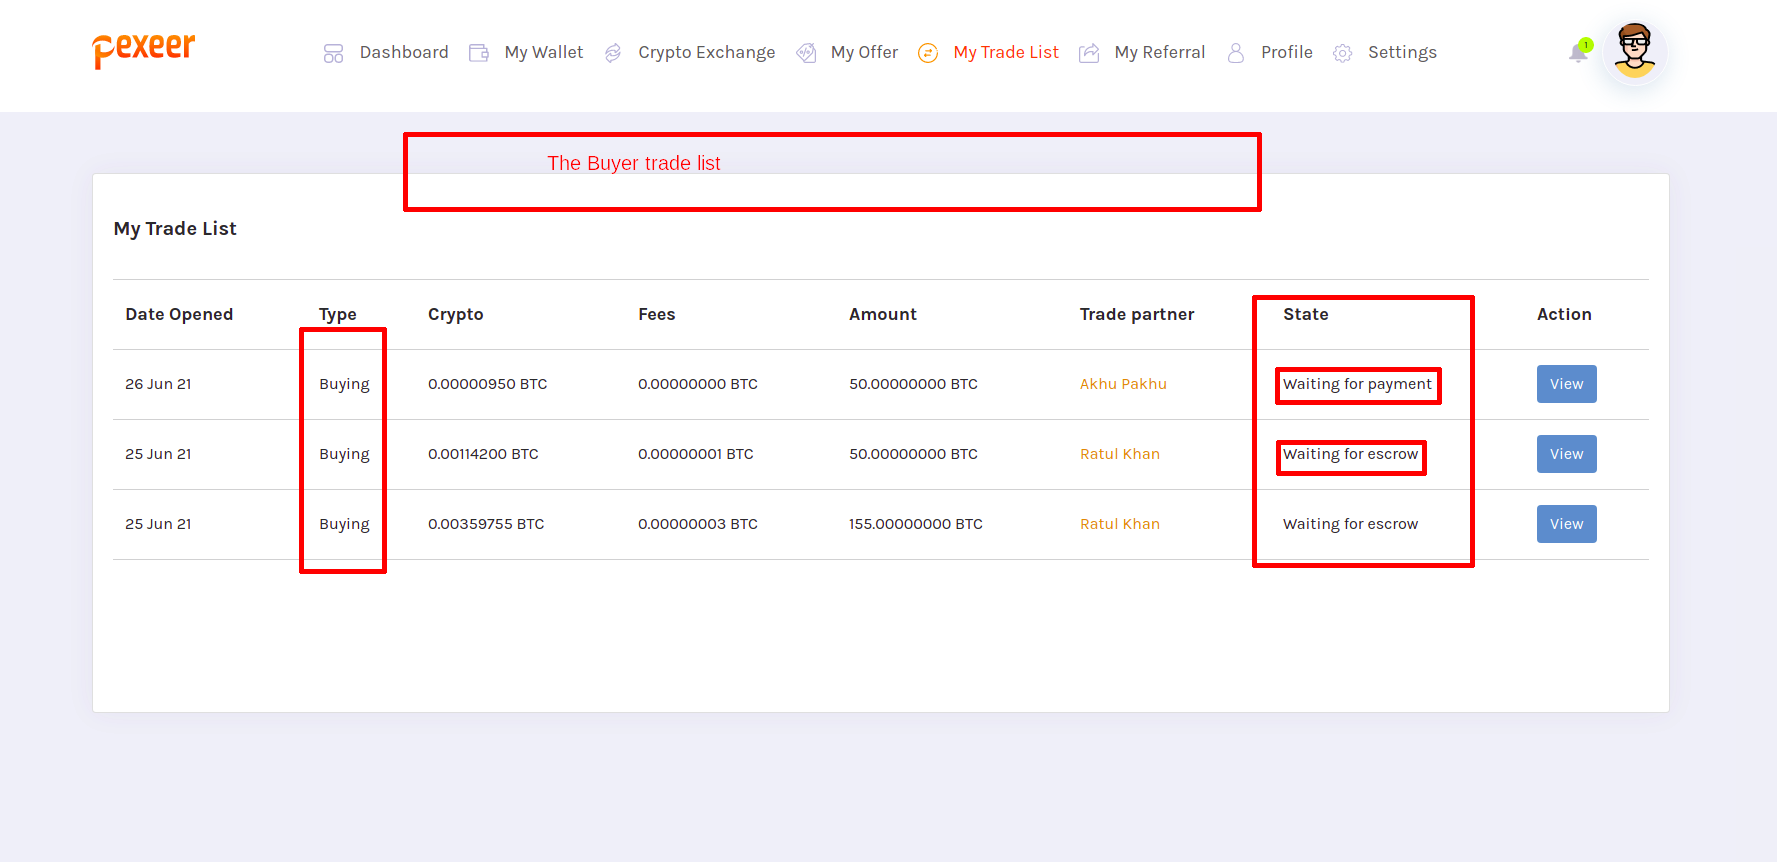 pexeer Dashboard My Wallet Crypto Exchange My Offer My Trade List My Referral Profile Settings 1
The Buyer trade list
My Trade List
Date Opened Type Crypto Fees Amount Trade partner State Action
26 Jun 21 Buying 0.00000950 BTC 0.00000000 BTC 50.00000000 BTC Akhu Pakhu Waiting for payment View
25 Jun 21 Buying 0.00114200 BTC 0.00000001 BTC 50.00000000 BTC Ratul Khan Waiting for escrow View
25 Jun 21 Buying 0.00359755 BTC 0.00000003 BTC 155.00000000 BTC Ratul Khan Waiting for escrow View